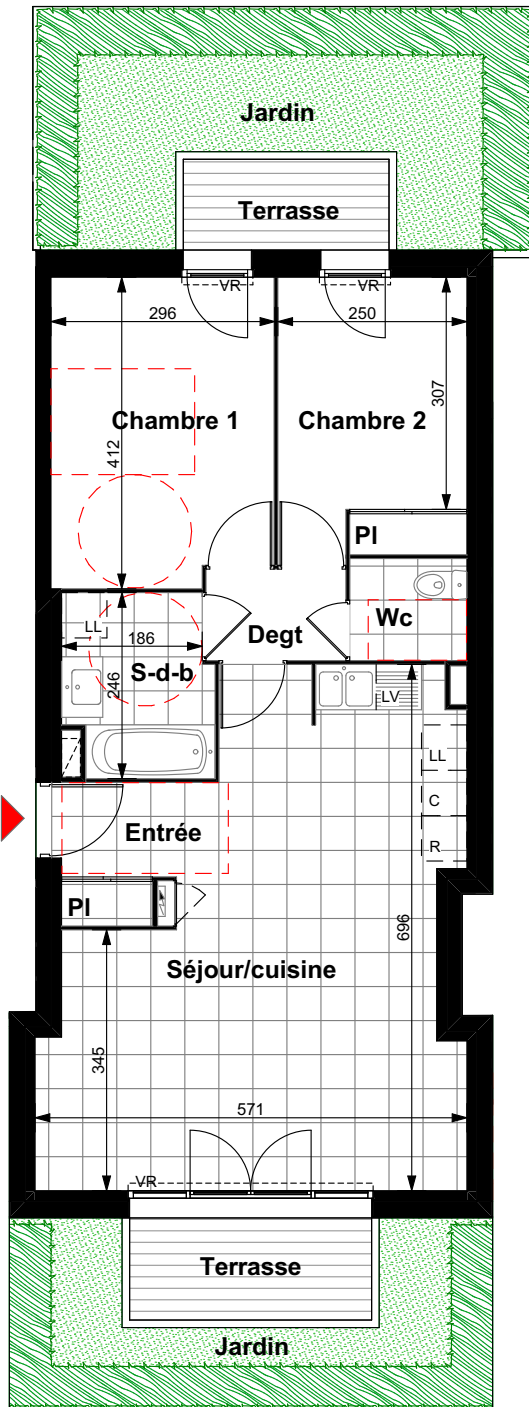 Jardin
Terrasse
VR
VR
296
250
307
Chambre 1
Chambre 2
412
Pl
LL
186
Degt
Wc
S-d-b
246
LV
LL
C
R
Entrée
Pl
696
Séjour/cuisine
345
571
VR
Terrasse
Jardin